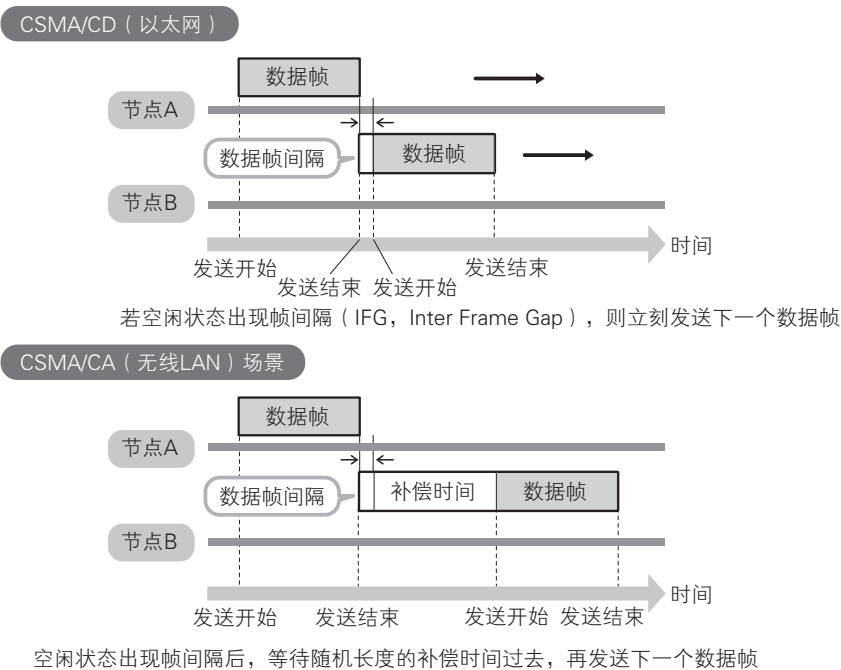 CSMA/CD（以太网）
数据帧
节点A
数据帧间隔
数据帧
节点B
时间
发送开始
发送结束
发送开始
发送结束
若空闲状态出现帧间隔（IFG，Inter Frame Gap），则立刻发送下一个数据帧
CSMA/CA（无线LAN）场景
数据帧
节点A
数据帧间隔
补偿时间
数据帧
节点B
时间
发送开始
发送结束
发送开始
发送结束
空闲状态出现帧间隔后，等待随机长度的补偿时间过去，再发送下一个数据帧